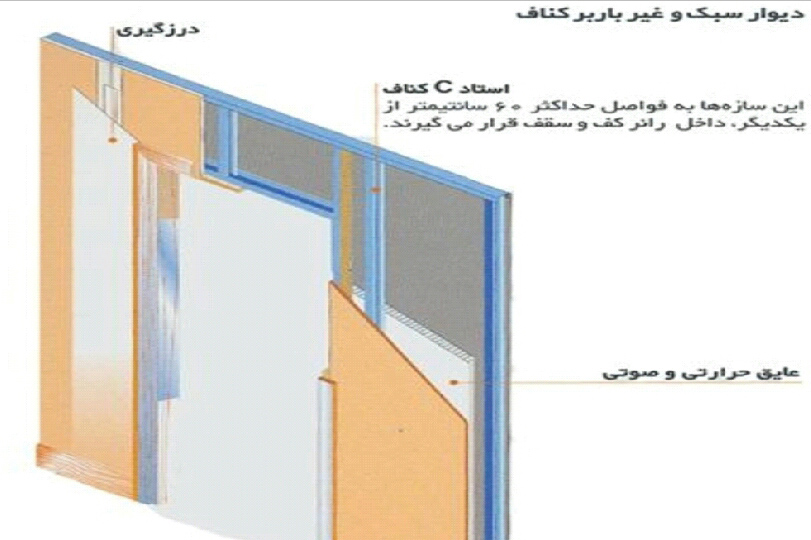 دیوار سبک و غیر باربر کناف
درزگیری
استاد C کناف
این سازه‌ها به فواصل حداکثر ۶۰ سانتیمتر از
یکدیگر، داخل رانر کف و سقف قرار می گیرند.
عایق حرارتی و صوتی